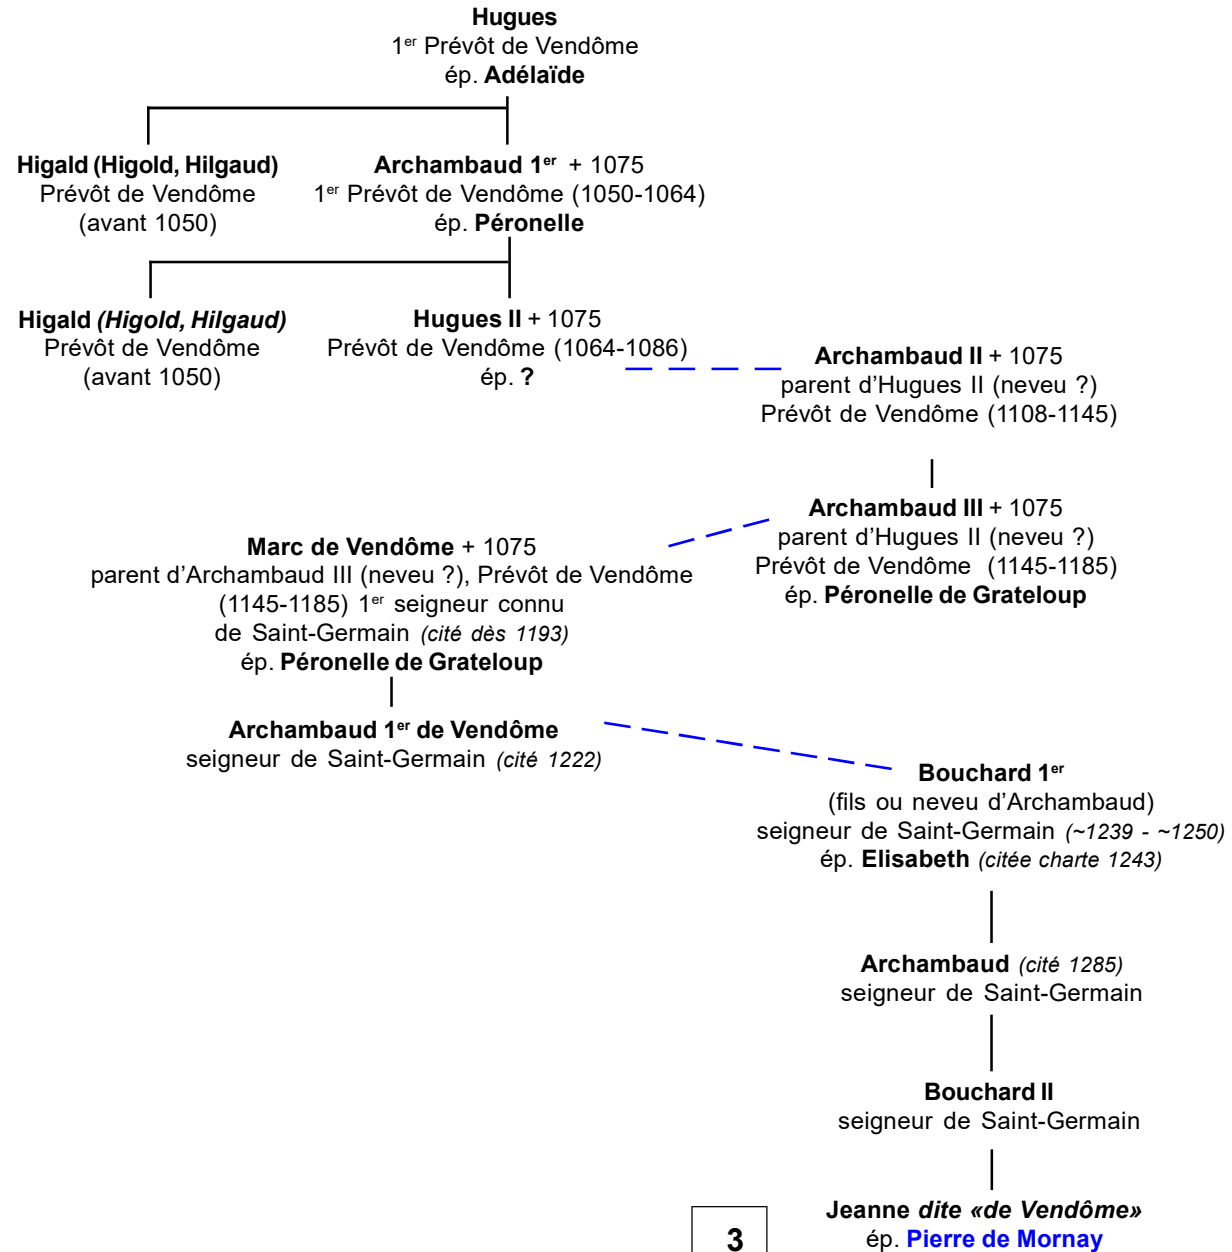 Hugues
1er Prévôt de Vendôme
ép. Adélaïde
Higald (Higold, Hilgaud)
Prévôt de Vendôme
(avant 1050)
Archambaud 1er + 1075
1er Prévôt de Vendôme (1050-1064)
ép. Péronelle
Higald (Higold, Hilgaud)
Prévôt de Vendôme
(avant 1050)
Hugues II + 1075
Prévôt de Vendôme (1064-1086)
ép. ?
Archambaud II + 1075
parent d'Hugues II (neveu ?)
Prévôt de Vendôme (1108-1145)
Archambaud III + 1075
parent d'Hugues II (neveu ?)
Prévôt de Vendôme (1145-1185)
ép. Péronelle de Grateloup
Marc de Vendôme + 1075
parent d'Archambaud III (neveu ?), Prévôt de Vendôme
(1145-1185) 1er seigneur connu
de Saint-Germain (cité dès 1193)
ép. Péronelle de Grateloup
Archambaud 1er de Vendôme
seigneur de Saint-Germain (cité 1222)
Bouchard 1er
(fils ou neveu d'Archambaud)
seigneur de Saint-Germain (~1239 - ~1250)
ép. Elisabeth (citée charte 1243)
Archambaud (cité 1285)
seigneur de Saint-Germain
Bouchard II
seigneur de Saint-Germain
Jeanne dite «de Vendôme»
ép. Pierre de Mornay
3